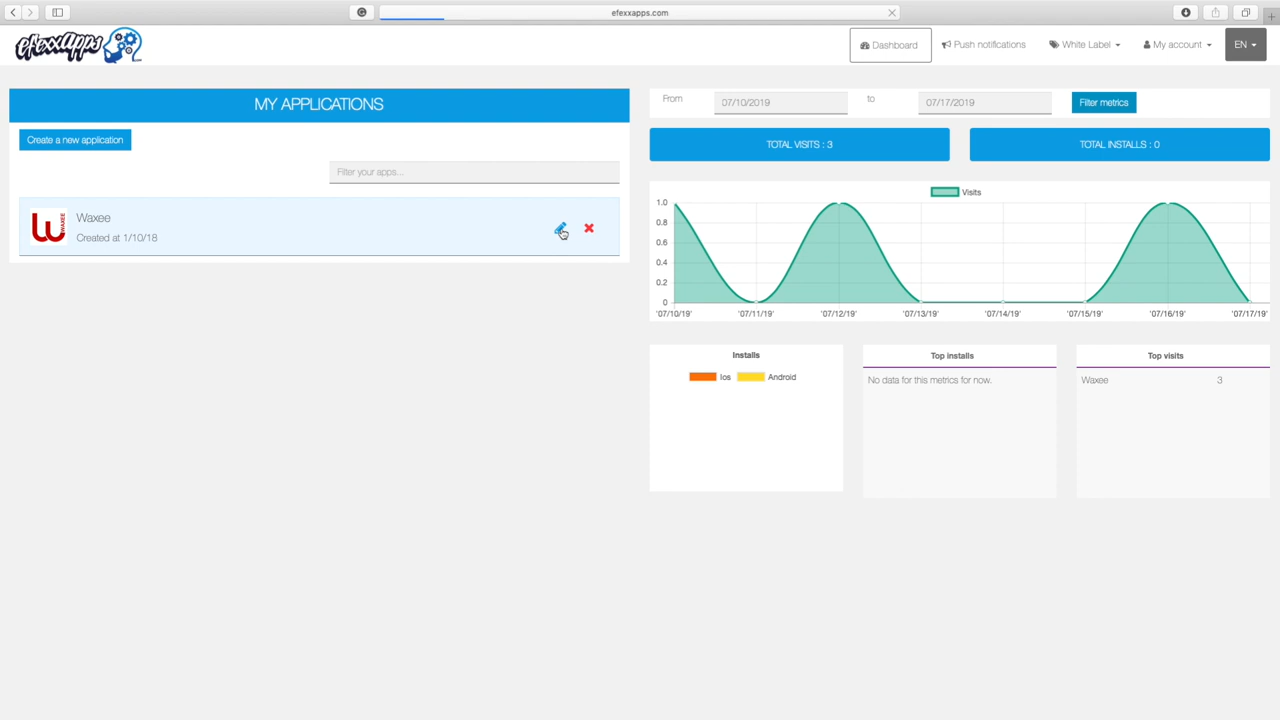 efexxapps.com
efexxapps
Dashboard
Push notifications
White Label
My account
EN
MY APPLICATIONS
Create a new application
Filter your apps...
WAXEE
Waxee
Created at 1/10/18
From
07/10/2019
to
07/17/2019
Filter metrics
TOTAL VISITS : 3
TOTAL INSTALLS : 0
Visits
1.0
0.8
0.6
0.4
0.2
0
'07/10/19'
'07/11/19'
'07/12/19'
'07/13/19'
'07/14/19'
'07/15/19'
'07/16/19'
'07/17/19'
Installs
Ios
Android
Top installs
No data for this metrics for now.
Top visits
Waxee 3